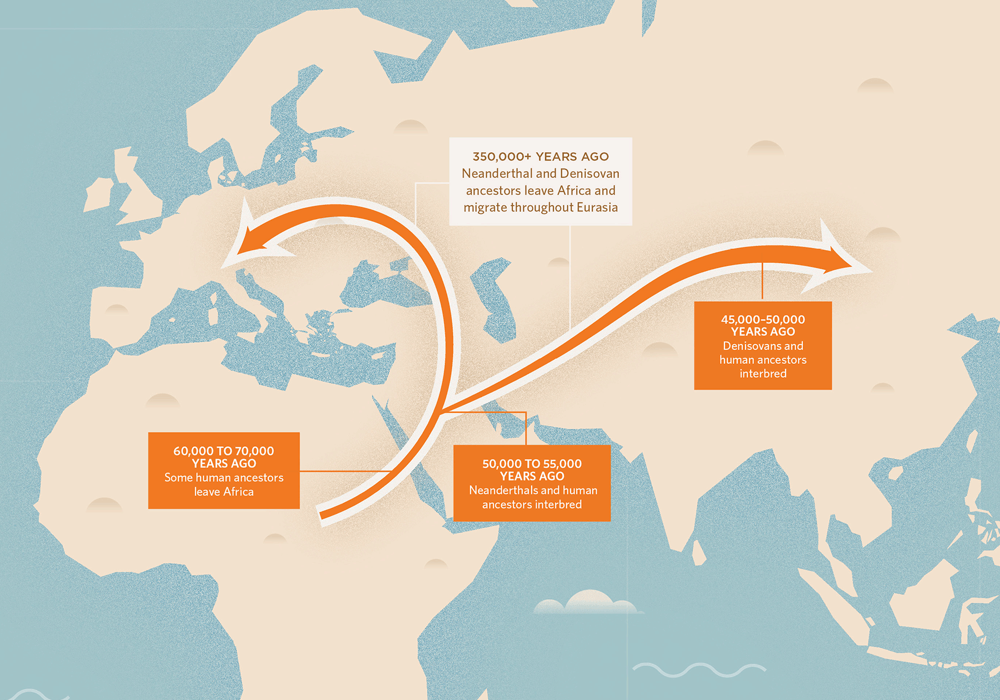 350,000+ YEARS AGO
Neanderthal and Denisovan
ancestors leave Africa and
migrate throughout Eurasia
45,000–50,000
YEARS AGO
Denisovans and
human ancestors
interbred
60,000 TO 70,000
YEARS AGO
Some human ancestors
leave Africa
50,000 TO 55,000
YEARS AGO
Neanderthals and human
ancestors interbred